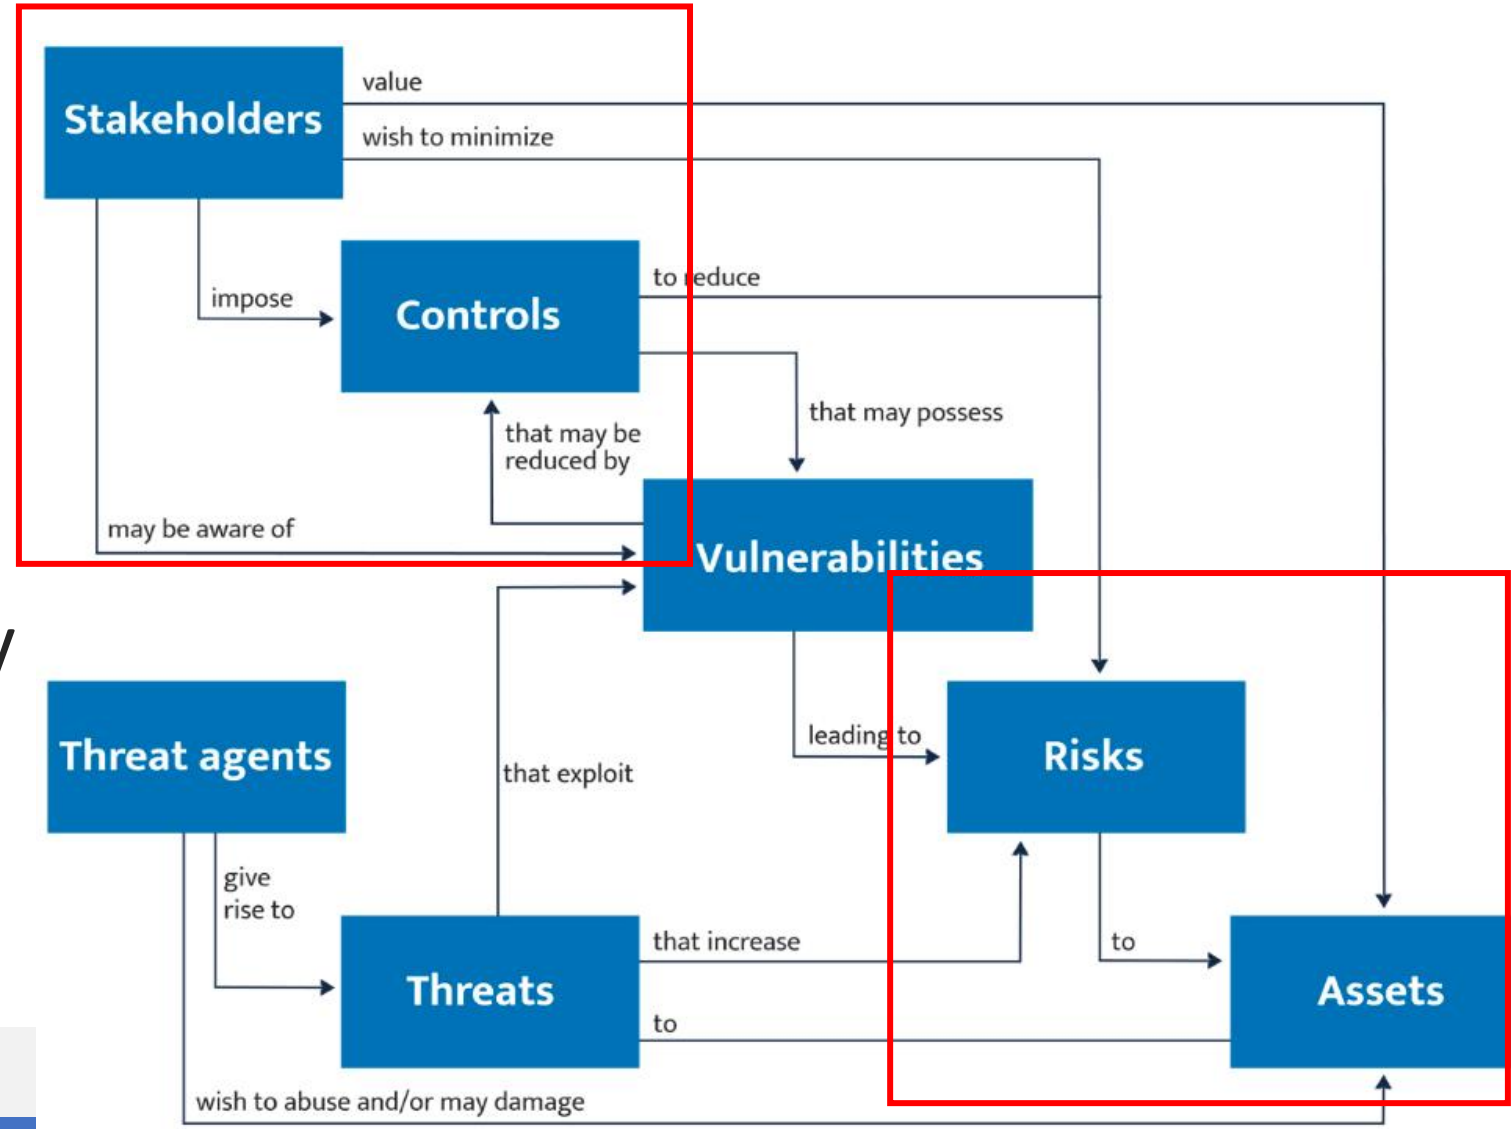 value
Stakeholders
wish to minimize
to reduce
impose
Controls
that may possess
that may be
reduced by
may be aware of
Vulnerabilities
y
Threat agents
leading to
Risks
that exploit
give
rise to
that increase
to
Threats
Assets
to
wish to abuse and/or may damage